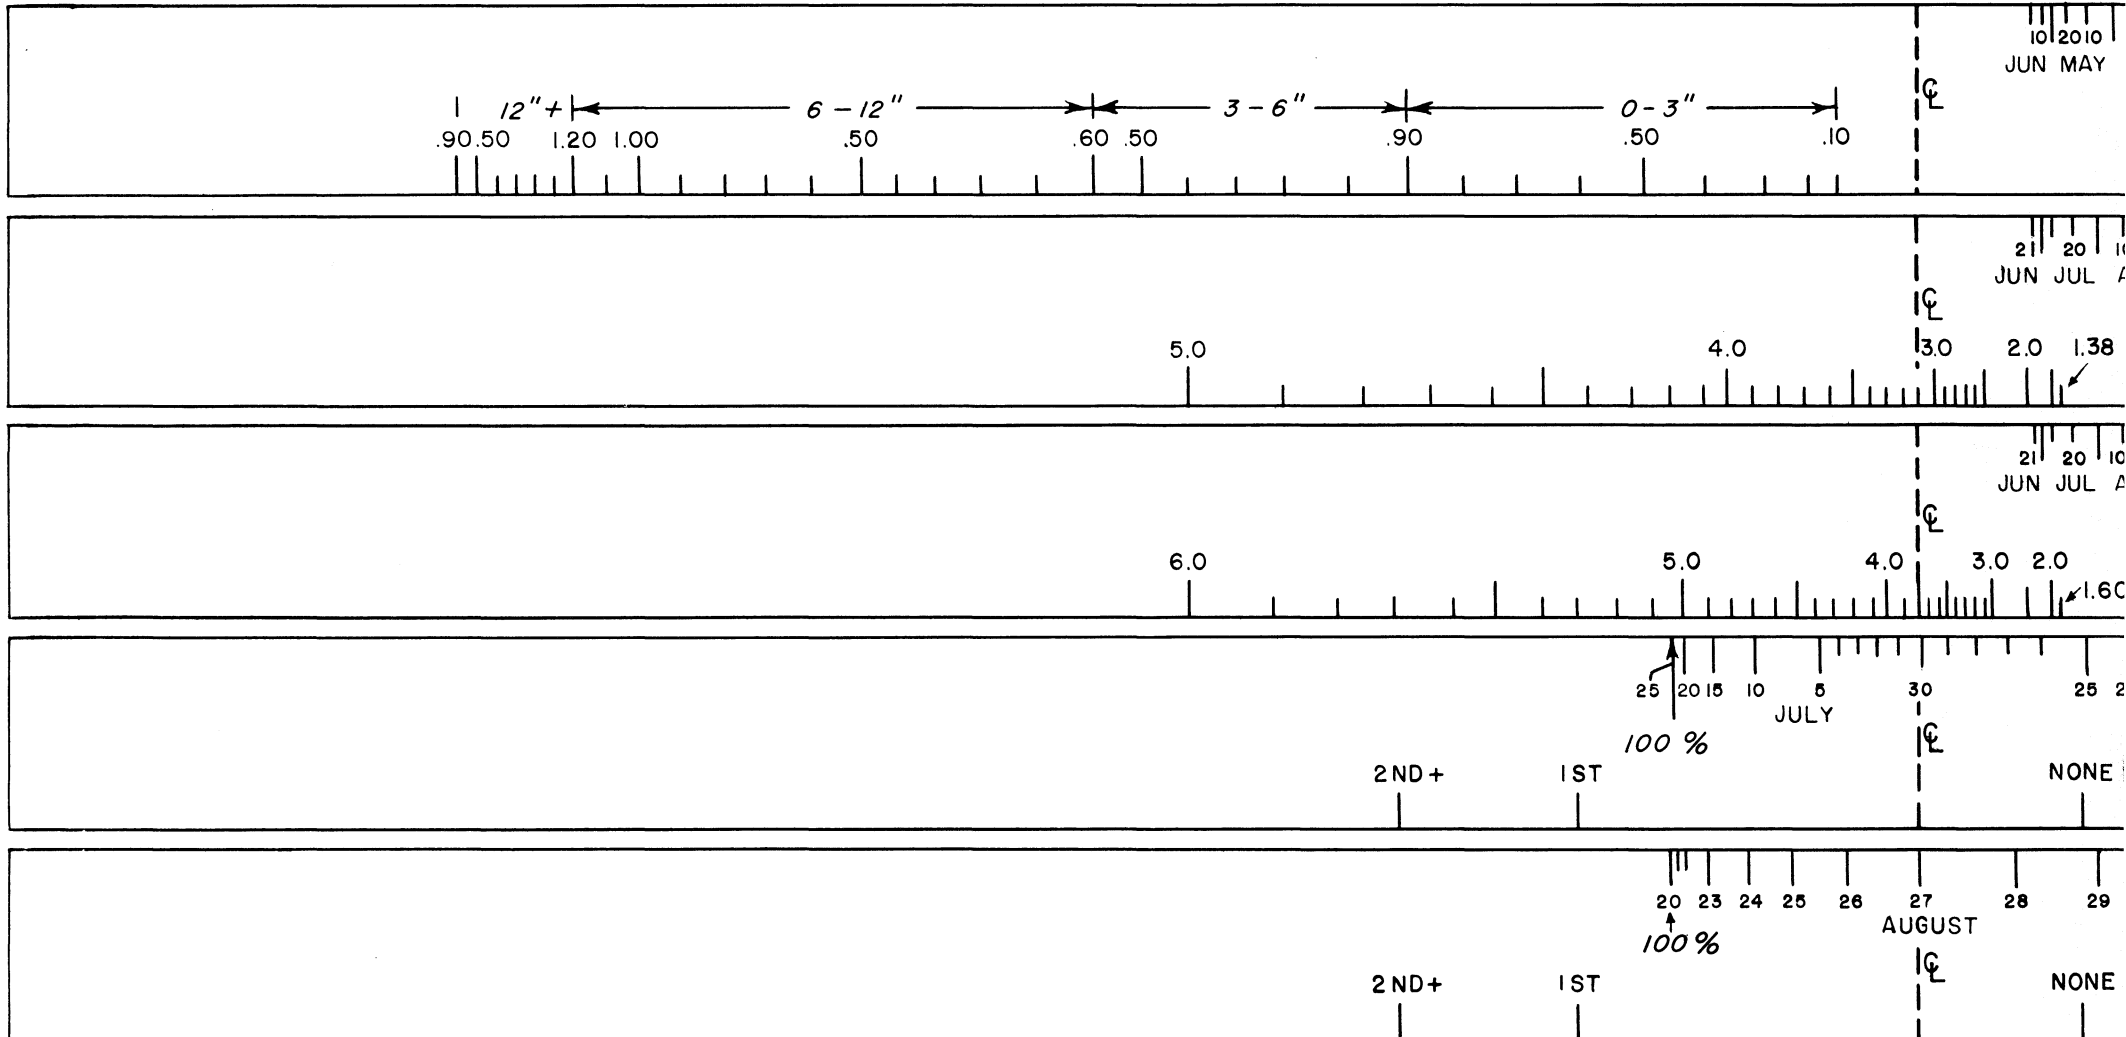 10 20 10
JUN MAY
℄
12"+ 6-12" 3-6" 0-3"
.90 .50 1.20 1.00 .50 .60 .50 .90 .50 .10
21 20
JUN JUL
℄
5.0 4.0 3.0 2.0 1.38
21 20 10
JUN JUL
℄
6.0 5.0 4.0 3.0 2.0 1.60
25 20 15 10 5 30 25
JULY
100 %
℄
2ND+ 1ST NONE
20 23 24 25 26 27 28 29
AUGUST
100 %
℄
2ND+ 1ST NONE